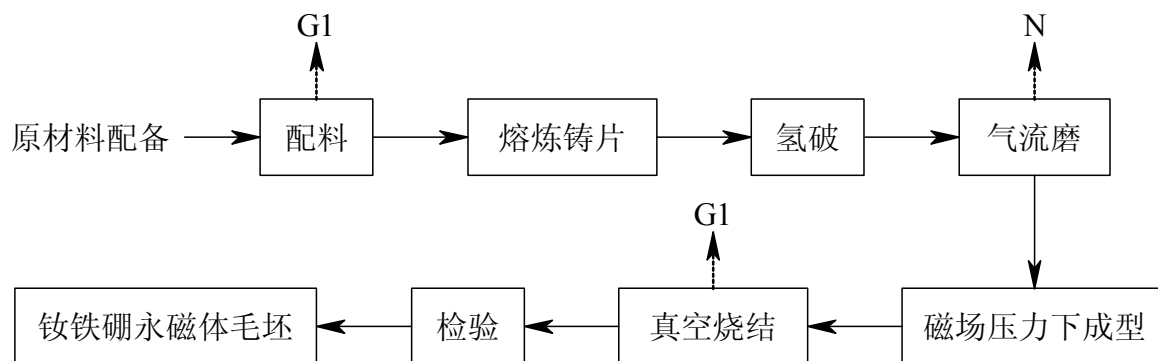 G1
N
原材料配备
配料
熔炼铸片
氢破
气流磨
G1
钕铁硼永磁体毛坯
检验
真空烧结
磁场压力下成型